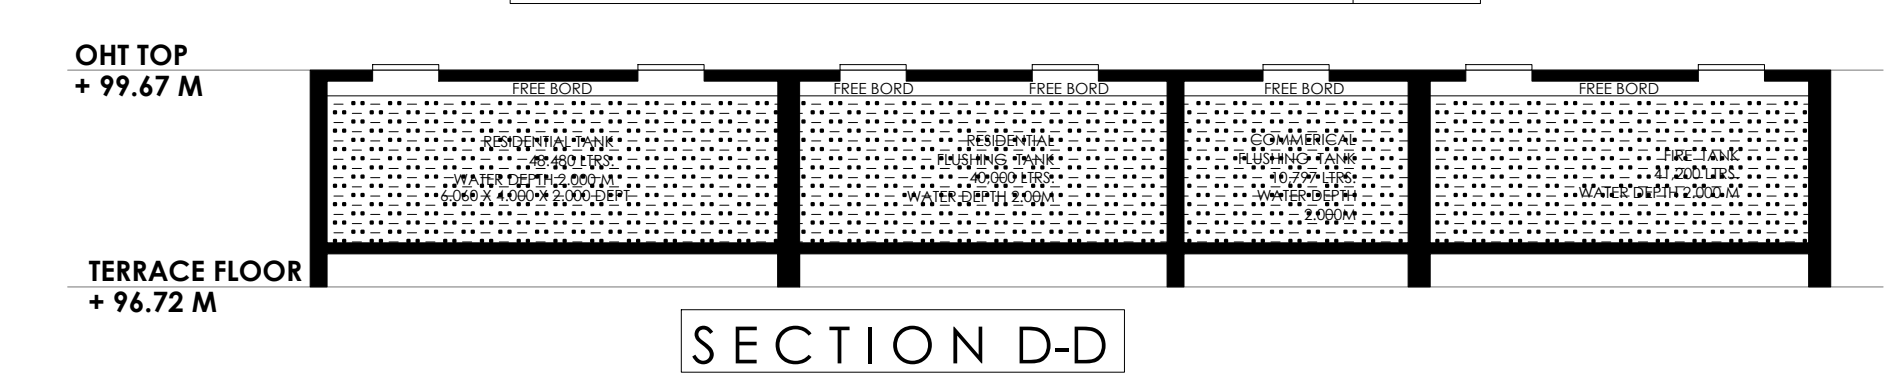 OHT TOP
+ 99.67 M
FREE BORD
FREE BORD
FREE BORD
FREE BORD
FREE BORD
RESIDENTIAL TANK
48.480 LTRS.
WATER DEPTH 2.000 M
6.060 X 4.000 X 2.000 DEPT
RESIDENTIAL
FLUSHING TANK
40,000 LTRS.
WATER DEPTH 2.00M
COMMERICAL
FLUSHING TANK
10,797 LTRS.
WATER DEPTH
2.000M
FIRE TANK
41,200 LTRS.
WATER DEPTH 2.000 M
TERRACE FLOOR
+ 96.72 M
SECTION D-D